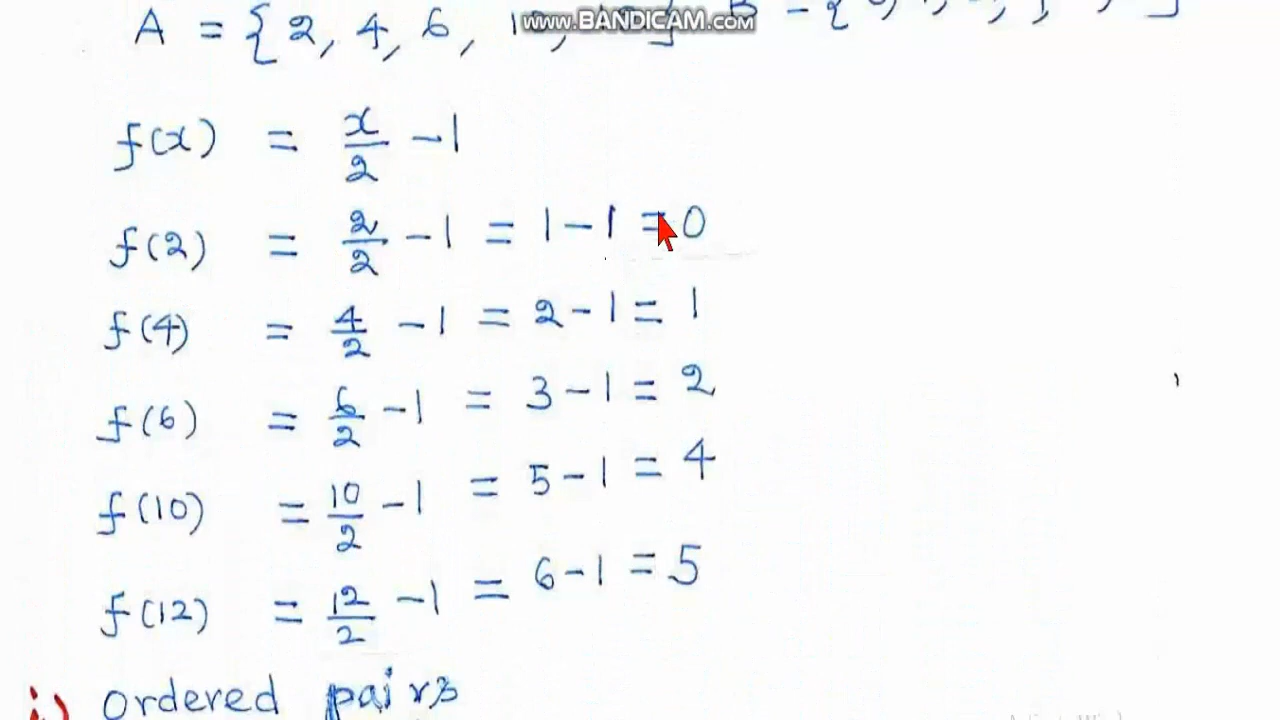 WWW.BANDICAM.COM
A = {2, 4, 6,
f(x) = x/2 - 1
f(2) = 2/2 - 1 = 1 - 1 = 0
f(4) = 4/2 - 1 = 2 - 1 = 1
f(6) = 6/2 - 1 = 3 - 1 = 2
f(10) = 10/2 - 1 = 5 - 1 = 4
f(12) = 12/2 - 1 = 6 - 1 = 5
i) ordered pairs